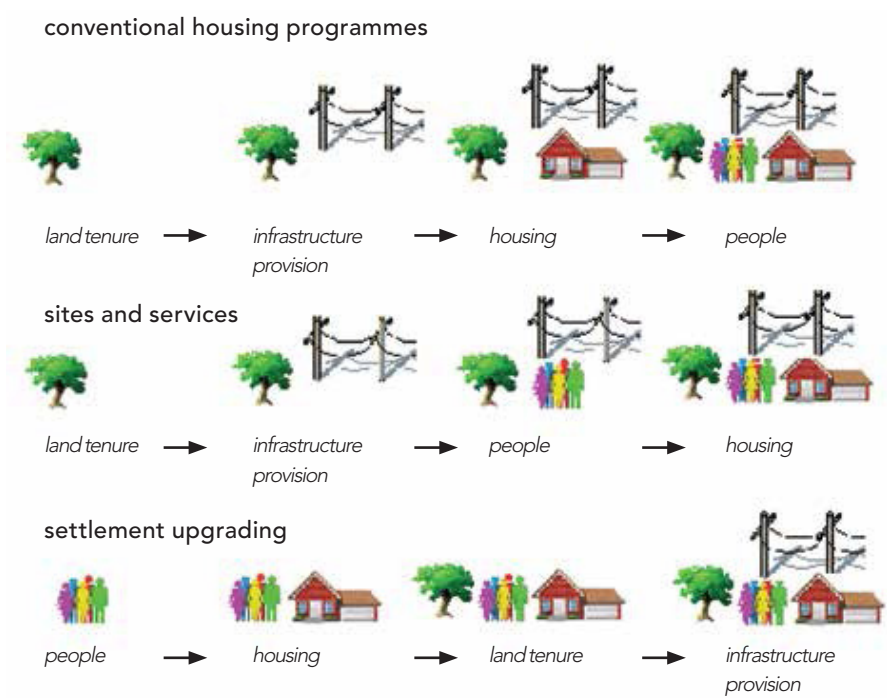 conventional housing programmes
land tenure → infrastructure → housing → people
provision
sites and services
land tenure → infrastructure → people → housing
provision
settlement upgrading
people → housing → land tenure → infrastructure
provision